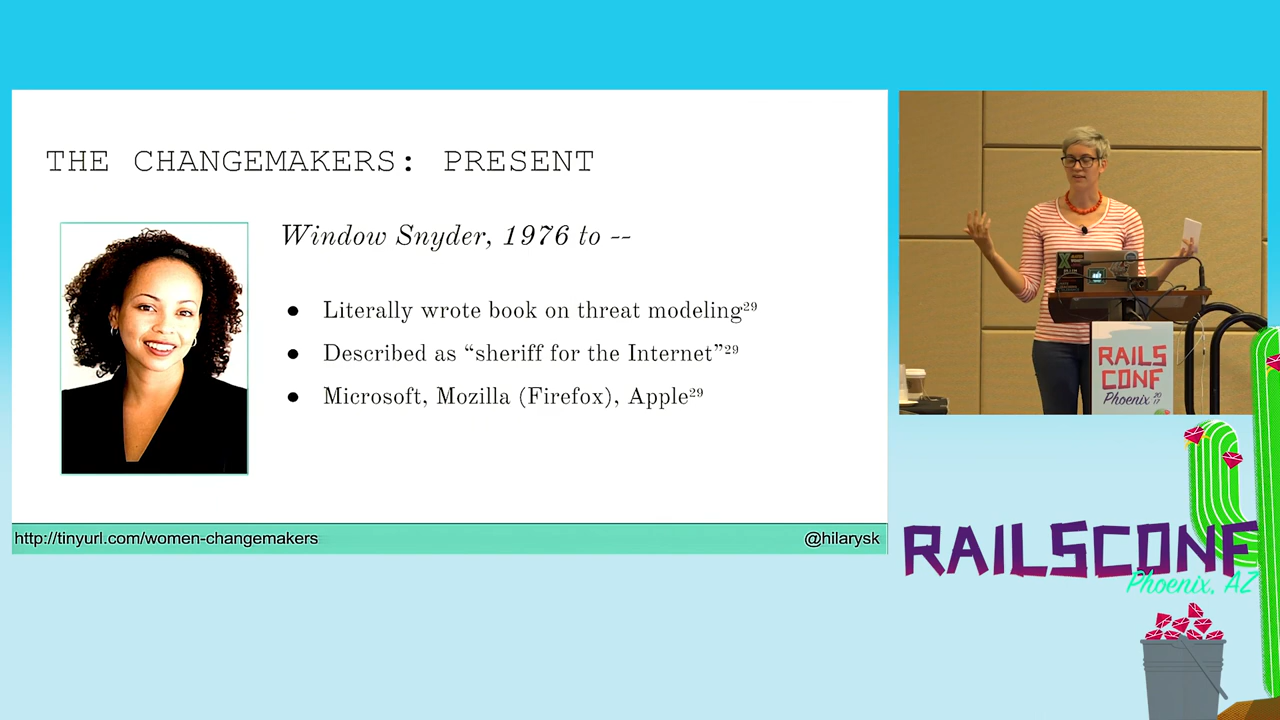 THE CHANGEMAKERS: PRESENT
Window Snyder, 1976 to --
● Literally wrote book on threat modeling²⁹
● Described as “sheriff for the Internet”²⁹
● Microsoft, Mozilla (Firefox), Apple²⁹
http://tinyurl.com/women-changemakers
@hilarysk
RAILS
CONF
Phoenix 2017
RAILSCONF
Phoenix, AZ